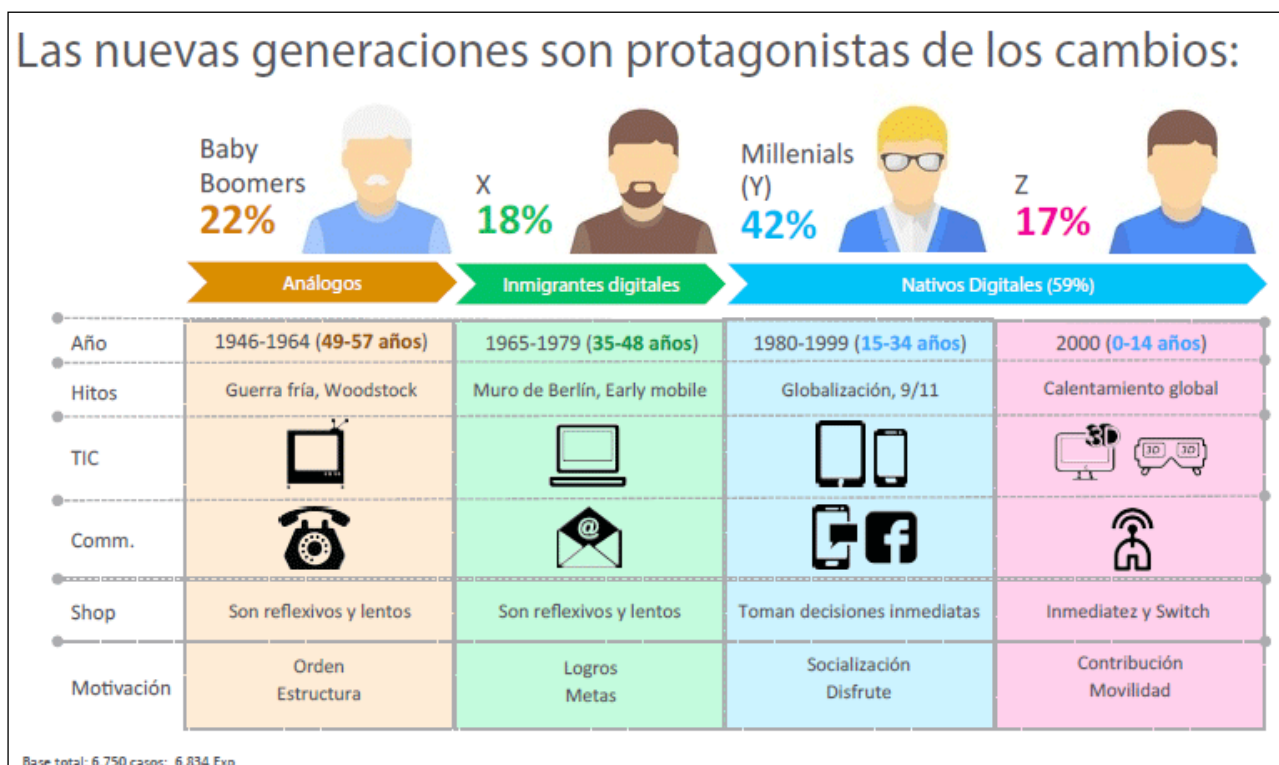 Las nuevas generaciones son protagonistas de los cambios:
Baby
Boomers
22%
X
18%
Millenials
(Y)
42%
Z
17%
Análogos
Inmigrantes digitales
Nativos Digitales (59%)
Año
1946-1964 (49-57 años)
1965-1979 (35-48 años)
1980-1999 (15-34 años)
2000 (0-14 años)
Hitos
Guerra fría, Woodstock
Muro de Berlín, Early mobile
Globalización, 9/11
Calentamiento global
TIC
3D
3D 3D
Comm.
@
f
Shop
Son reflexivos y lentos
Son reflexivos y lentos
Toman decisiones inmediatas
Inmediatez y Switch
Motivación
Orden
Estructura
Logros
Metas
Socialización
Disfrute
Contribución
Movilidad
Base total: 6.750 casos; 6.834 Exp